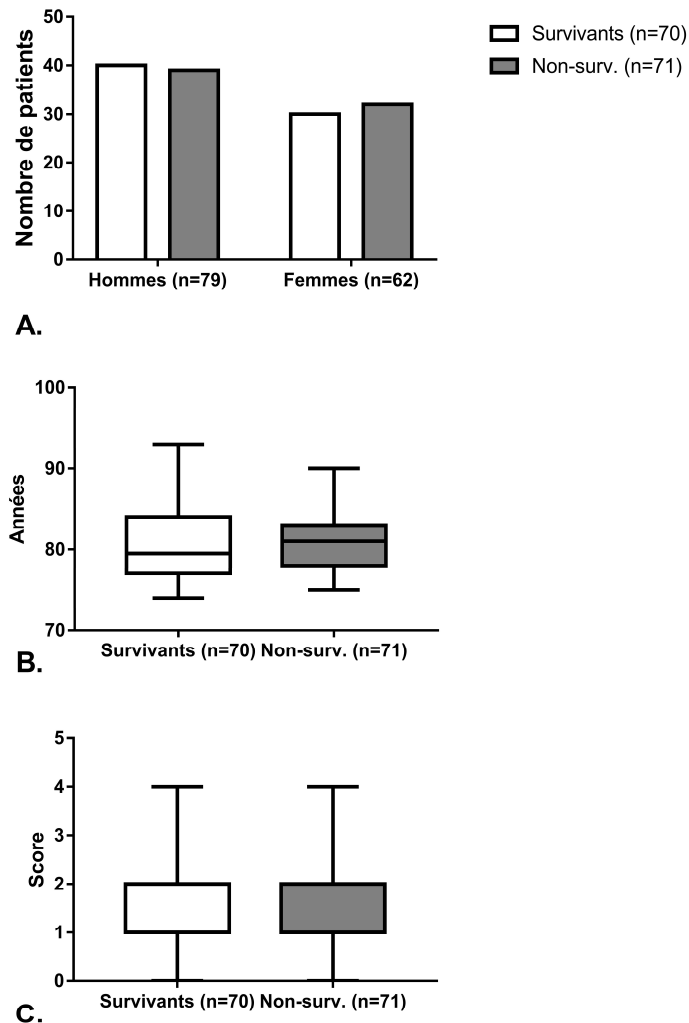 Nombre de patients
50
40
30
20
10
0
Hommes (n=79) Femmes (n=62)
Survivants (n=70)
Non-surv. (n=71)
A.
Années
100
90
80
70
Survivants (n=70) Non-surv. (n=71)
B.
Score
5
4
3
2
1
0
Survivants (n=70) Non-surv. (n=71)
C.